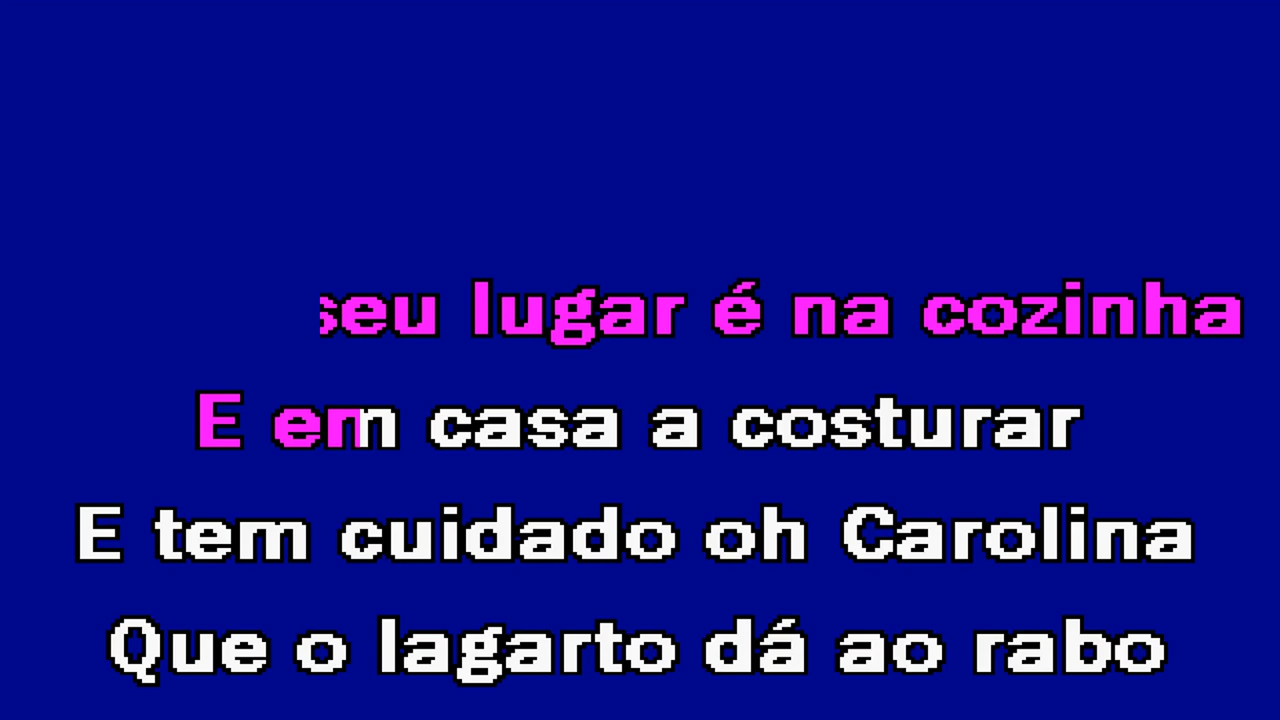 seu lugar é na cozinha
E em casa a costurar
E tem cuidado oh Carolina
Que o lagarto dá ao rabo